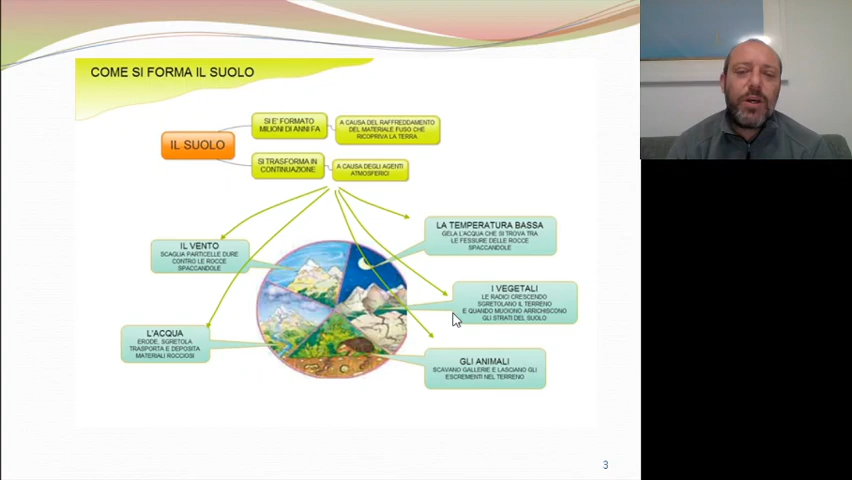 COME SI FORMA IL SUOLO
IL SUOLO
SI E' FORMATO
MILIONI DI ANNI FA
A CAUSA DEL RAFFREDDAMENTO
DEL MATERIALE FUSO CHE
RICOPRIVA LA TERRA
SI TRASFORMA IN
CONTINUAZIONE
A CAUSA DEGLI AGENTI
ATMOSFERICI
IL VENTO
SCAGLIA PARTICELLE DURE
CONTRO LE ROCCE
SPACCANDOLE
LA TEMPERATURA BASSA
GELA L'ACQUA CHE SI TROVA TRA
LE FESSURE DELLE ROCCE
SPACCANDOLE
I VEGETALI
LE RADICI CRESCENDO
SGRETOLANO IL TERRENO
E QUANDO MUOIONO ARRICHISCONO
GLI STRATI DEL SUOLO
L'ACQUA
ERODE, SGRETOLA
TRASPORTA E DEPOSITA
MATERIALI ROCCIOSI
GLI ANIMALI
SCAVANO GALLERIE E LASCIANO GLI
ESCREMENTI NEL TERRENO
3